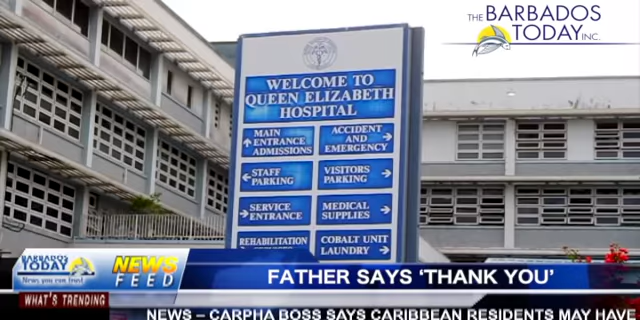 THE BARBADOS
TODAY INC.
WELCOME TO
QUEEN ELIZABETH
HOSPITAL
MAIN
ENTRANCE
ADMISSIONS
ACCIDENT
AND
EMERGENCY
STAFF
PARKING
VISITORS
PARKING
SERVICE
ENTRANCE
MEDICAL
SUPPLIES
REHABILITATION
COBALT UNIT
LAUNDRY
BARBADOS
TODAY
News you can trust
NEWS
FEED
FATHER SAYS ‘THANK YOU’
WHAT'S TRENDING
NEWS – CARPHA BOSS SAYS CARIBBEAN RESIDENTS MAY HAVE